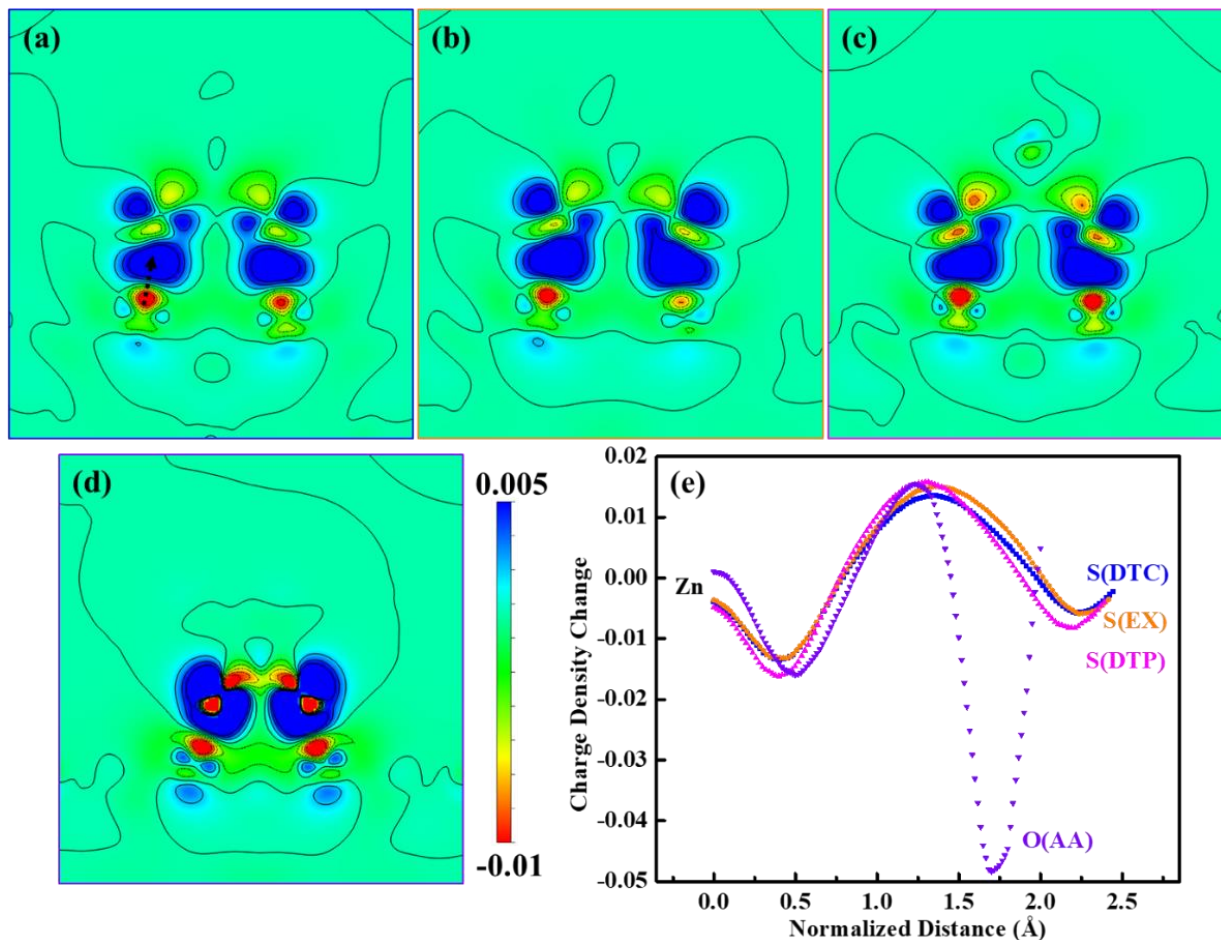 (a)
(b)
(c)
(d)
0.005
-0.01
(e)
Charge Density Change
0.02
0.01
0.00
-0.01
-0.02
-0.03
-0.04
-0.05
Zn
S(DTC)
S(EX)
S(DTP)
O(AA)
0.0 0.5 1.0 1.5 2.0 2.5
Normalized Distance (Å)